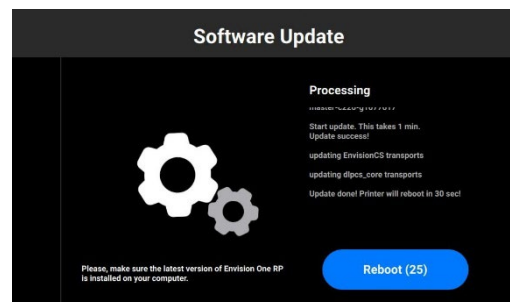 Software Update
Processing
Start update. This takes 1 min.
Update success!
updating EnvisionCS transports
updating dlpcs_core transports
Update done! Printer will reboot in 30 sec!
Please, make sure the latest version of Envision One RP
is installed on your computer.
Reboot (25)